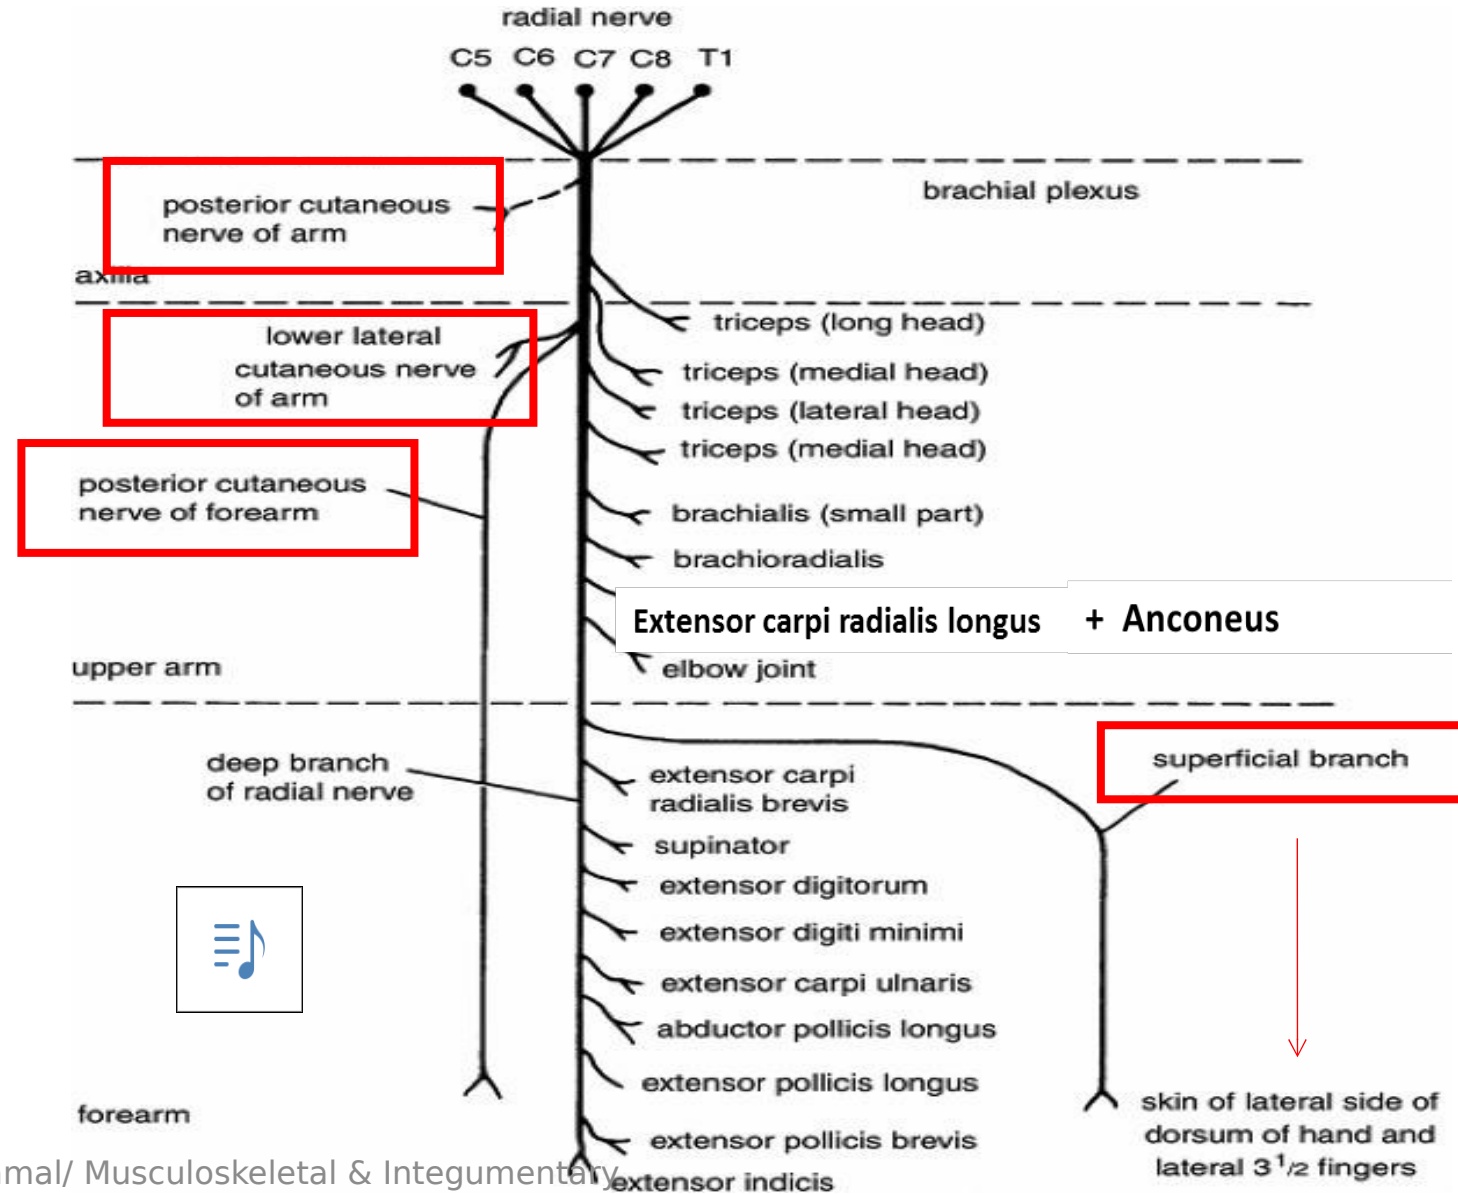 radial nerve
C5 C6 C7 C8 T1
brachial plexus
posterior cutaneous
nerve of arm
axilla
triceps (long head)
lower lateral
cutaneous nerve
of arm
triceps (medial head)
triceps (lateral head)
triceps (medial head)
posterior cutaneous
nerve of forearm
brachialis (small part)
brachioradialis
Extensor carpi radialis longus + Anconeus
elbow joint
upper arm
deep branch
of radial nerve
superficial branch
extensor carpi
radialis brevis
supinator
extensor digitorum
extensor digiti minimi
extensor carpi ulnaris
abductor pollicis longus
extensor pollicis longus
forearm
skin of lateral side of
dorsum of hand and
lateral 3 1/2 fingers
extensor pollicis brevis
extensor indicis
/ Musculoskeletal & Integumentary